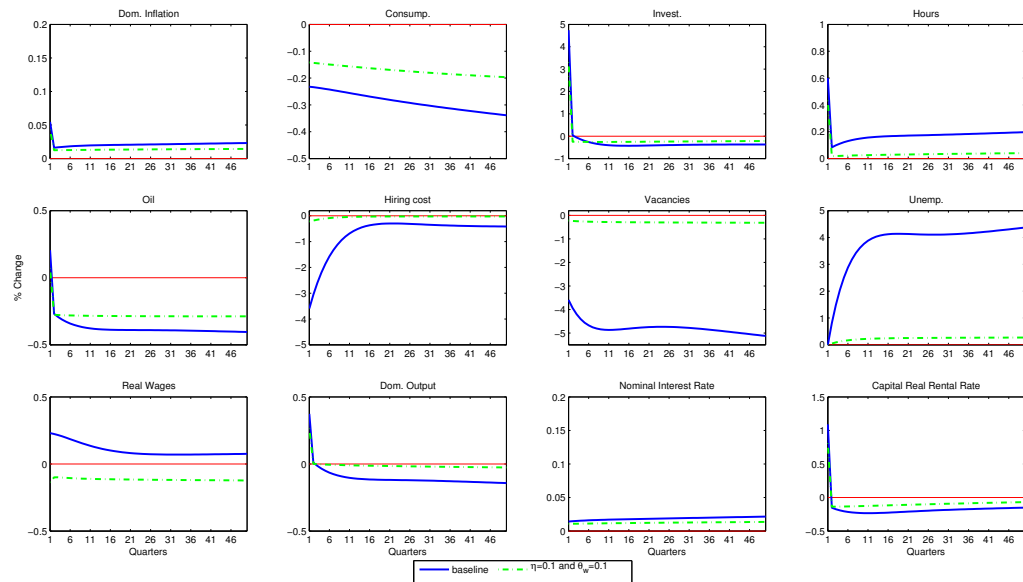 Dom. Inflation
0.2
0.15
0.1
0.05
0
1 6 11 16 21 26 31 36 41 46
Consump.
0
−0.1
−0.2
−0.3
−0.4
−0.5
1 6 11 16 21 26 31 36 41 46
Invest.
5
4
3
2
1
0
−1
1 6 11 16 21 26 31 36 41 46
Hours
1
0.8
0.6
0.4
0.2
0
1 6 11 16 21 26 31 36 41 46
% Change
Oil
0.5
0
−0.5
1 6 11 16 21 26 31 36 41 46
Hiring cost
0
−1
−2
−3
−4
5
1 6 11 16 21 26 31 36 41 46
Vacancies
0
−1
−2
−3
−4
−5
1 6 11 16 21 26 31 36 41 46
Unemp.
5
4
3
2
1
0
1 6 11 16 21 26 31 36 41 46
Real Wages
0.5
0
−0.5
1 6 11 16 21 26 31 36 41 46
Quarters
Dom. Output
0.5
0
−0.5
1 6 11 16 21 26 31 36 41 46
Nominal Interest Rate
0.2
0.15
0.1
0.05
0
1 6 11 16 21 26 31 36 41 46
Capital Real Rental Rate
1.5
1
0.5
0
−0.5
1 6 11 16 21 26 31 36 41 46
Quarters
baseline
η=0.1 and θ_w=0.1